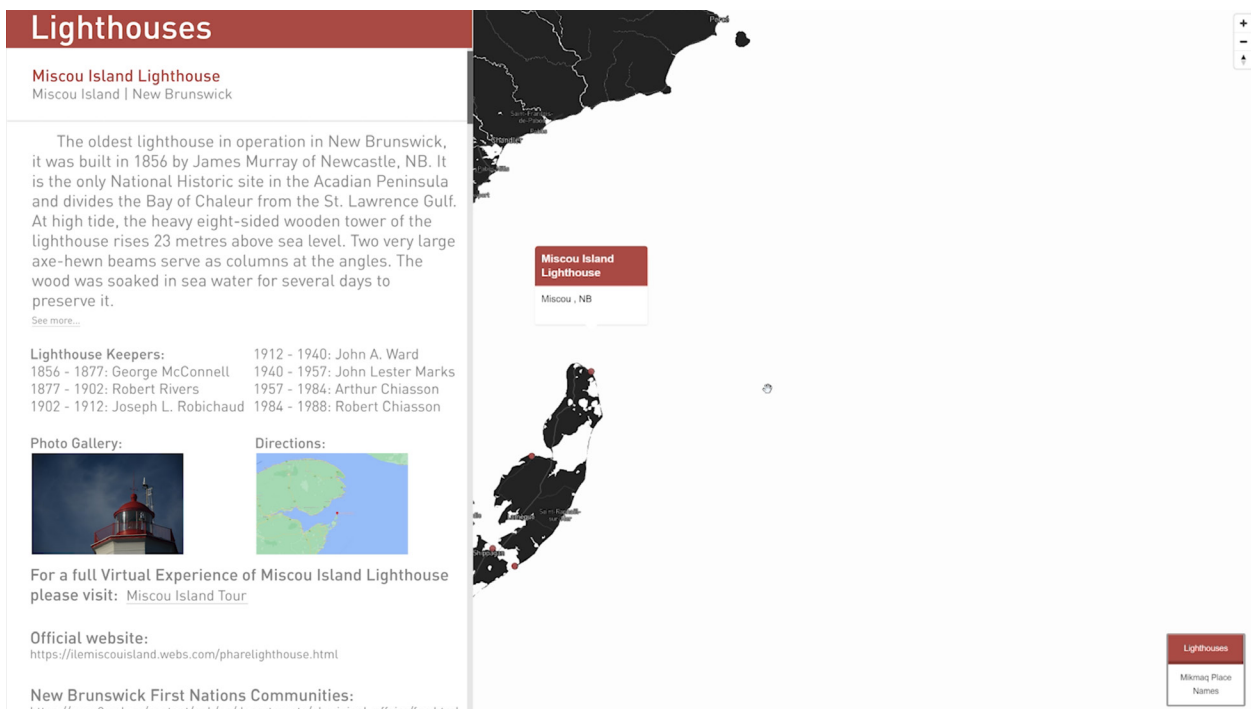 Lighthouses
Miscou Island Lighthouse
Miscou Island | New Brunswick
The oldest lighthouse in operation in New Brunswick,
it was built in 1856 by James Murray of Newcastle, NB. It
is the only National Historic site in the Acadian Peninsula
and divides the Bay of Chaleur from the St. Lawrence Gulf.
At high tide, the heavy eight-sided wooden tower of the
lighthouse rises 23 metres above sea level. Two very large
axe-hewn beams serve as columns at the angles. The
wood was soaked in sea water for several days to
preserve it.
See more...
Lighthouse Keepers:
1856 - 1877: George McConnell
1877 - 1902: Robert Rivers
1902 - 1912: Joseph L. Robichaud
1912 - 1940: John A. Ward
1940 - 1957: John Lester Marks
1957 - 1984: Arthur Chiasson
1984 - 1988: Robert Chiasson
Photo Gallery:
Directions:
For a full Virtual Experience of Miscou Island Lighthouse
please visit: Miscou Island Tour
Official website:
https://ilemiscouisland.webs.com/pharelighthouse.html
New Brunswick First Nations Communities:
Saint-François-
de-Pabos
Miscou Island
Lighthouse
Miscou , NB
Shippagan
+
−
Lighthouses
Mikmaq Place
Names